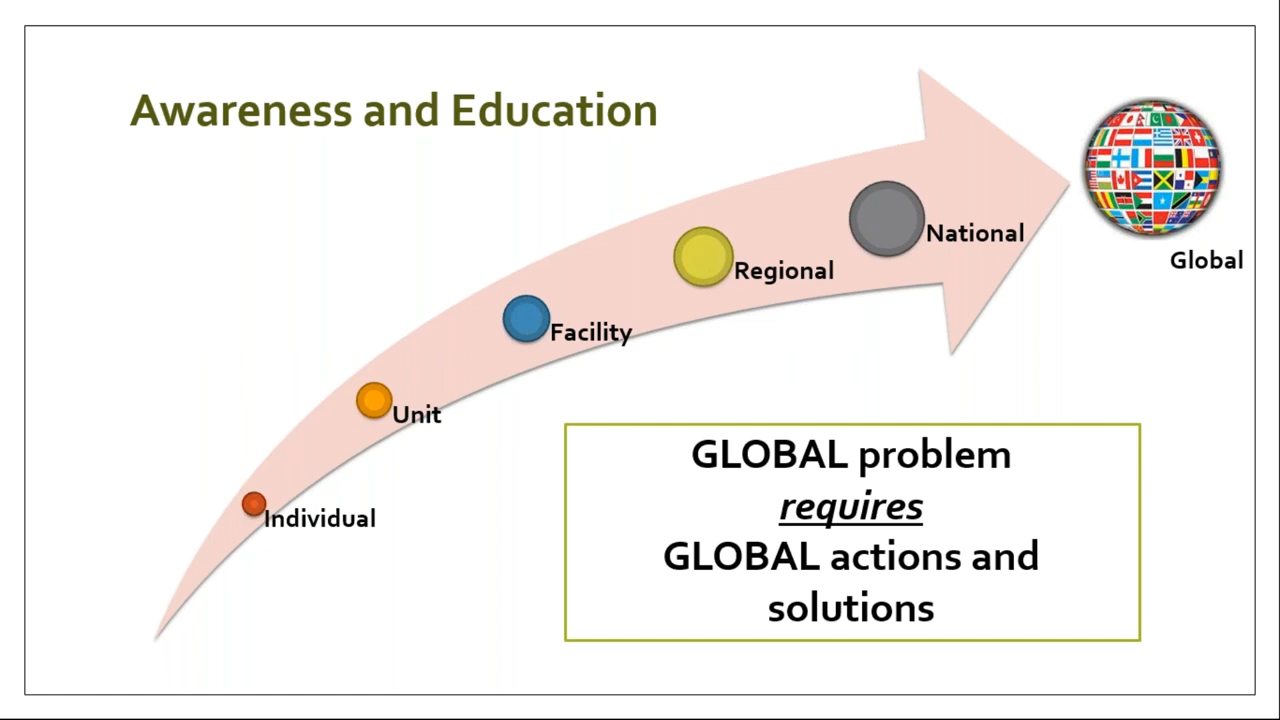 Awareness and Education
National
Global
Regional
Facility
Unit
Individual
GLOBAL problem
requires
GLOBAL actions and
solutions